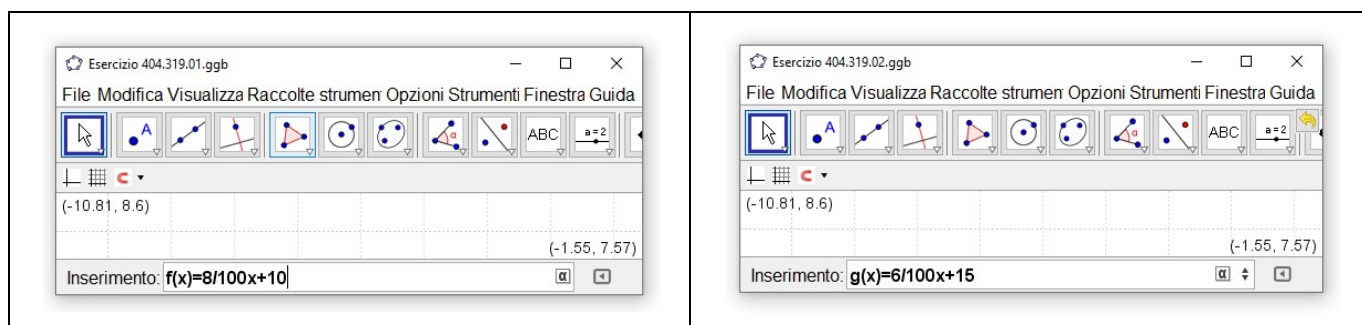 Esercizio 404.319.01.ggb
File Modifica Visualizza Raccolte strumen Opzioni Strumenti Finestra Guida
A
α
ABC
a=2
(-10.81, 8.6)
(-1.55, 7.57)
Inserimento: f(x)=8/100x+10
α
Esercizio 404.319.02.ggb
File Modifica Visualizza Raccolte strumen Opzioni Strumenti Finestra Guida
A
α
ABC
a=2
(-10.81, 8.6)
(-1.55, 7.57)
Inserimento: g(x)=6/100x+15
α